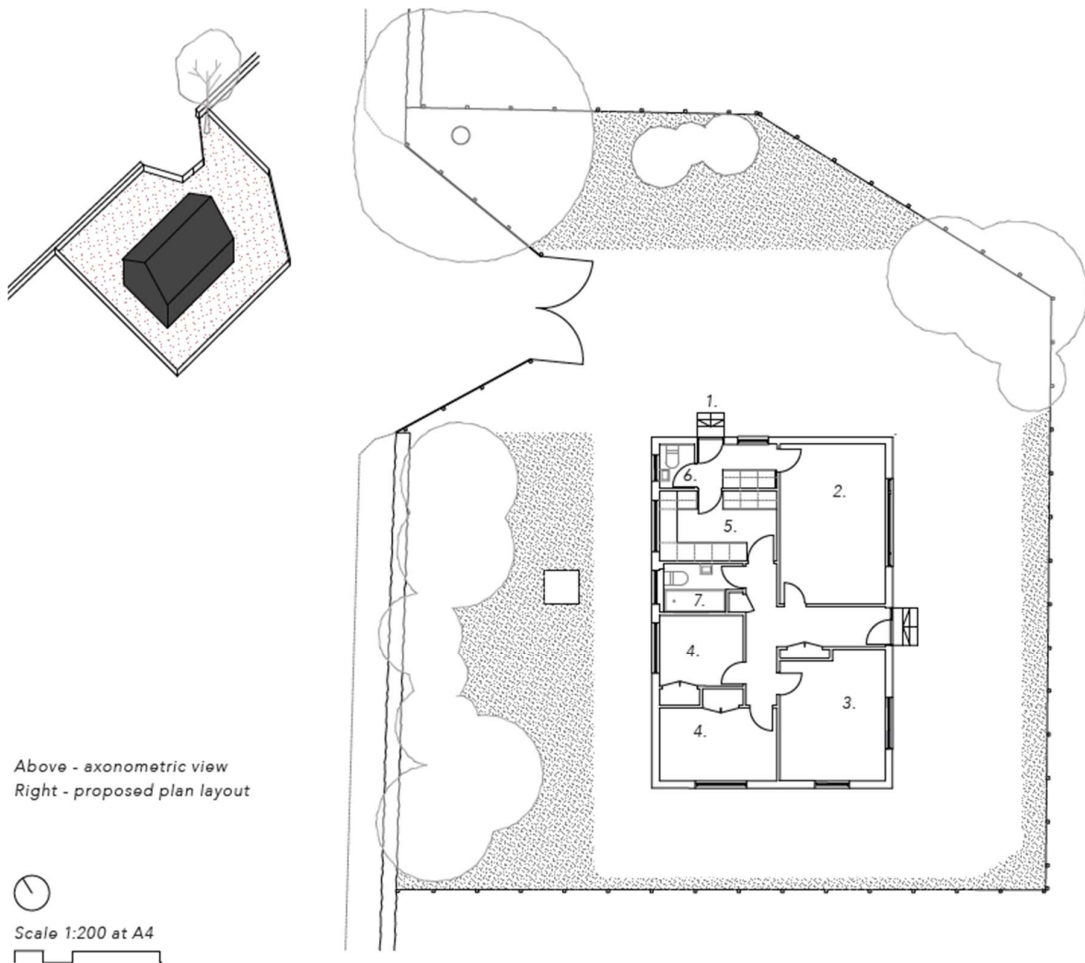 1.
2.
6.
5.
7.
4.
3.
4.
Above - axonometric view
Right - proposed plan layout
Scale 1:200 at A4